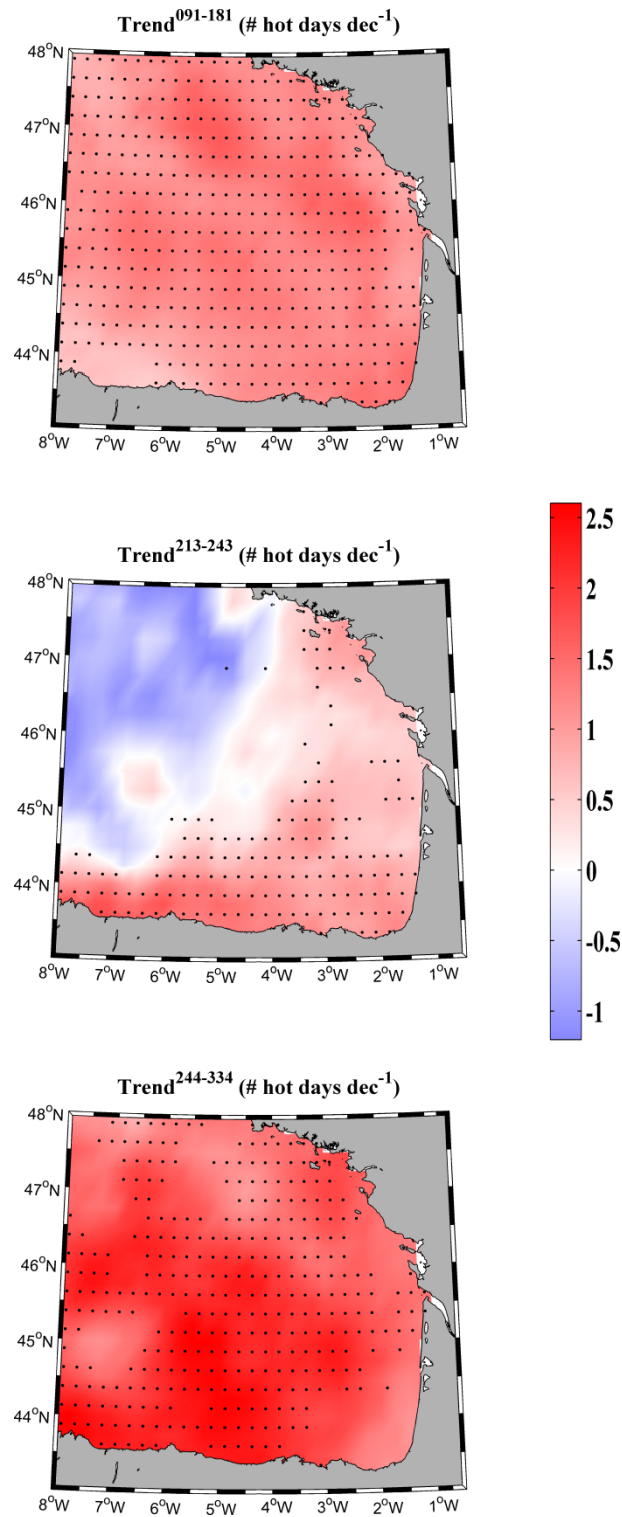 Trend⁰⁹¹⁻¹⁸¹ (# hot days dec⁻¹)
48°N
47°N
46°N
45°N
44°N
8°W 7°W 6°W 5°W 4°W 3°W 2°W 1°W
Trend²¹³⁻²⁴³ (# hot days dec⁻¹)
48°N
47°N
46°N
45°N
44°N
8°W 7°W 6°W 5°W 4°W 3°W 2°W 1°W
2.5
2
1.5
1
0.5
0
-0.5
-1
Trend²⁴⁴⁻³³⁴ (# hot days dec⁻¹)
48°N
47°N
46°N
45°N
44°N
8°W 7°W 6°W 5°W 4°W 3°W 2°W 1°W